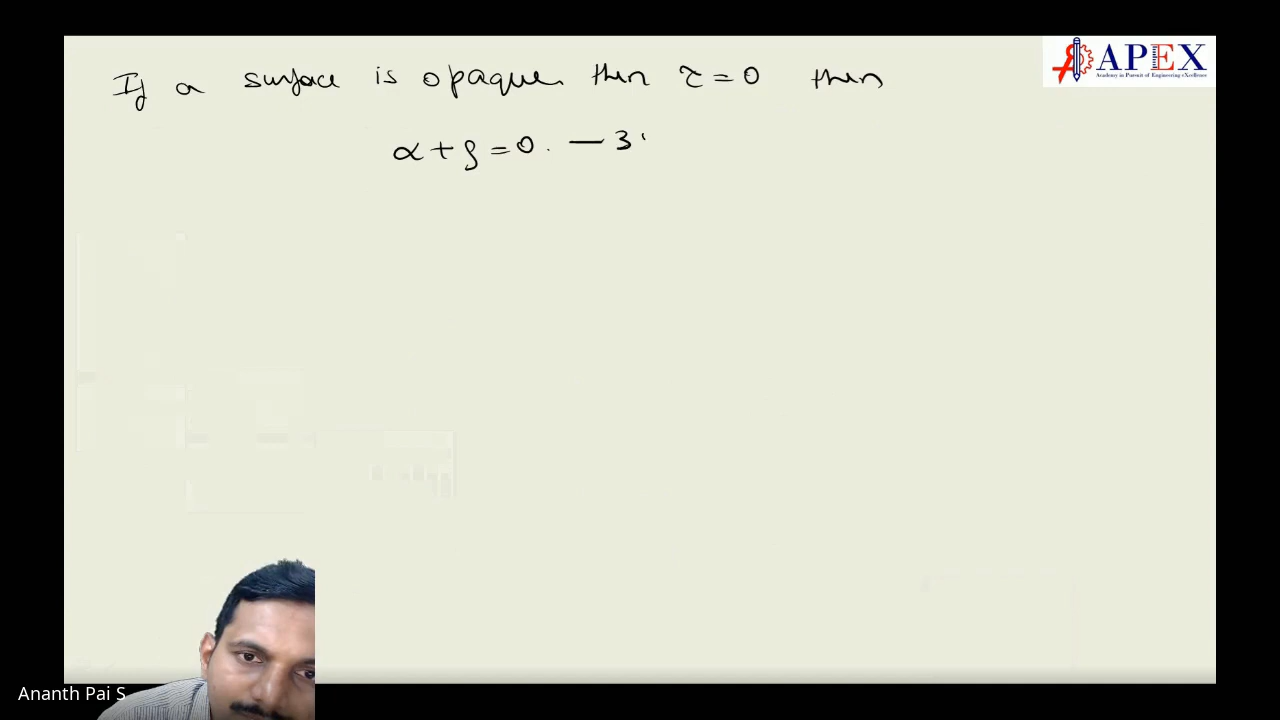 If a surface is opaque then τ = 0 then
α + ρ = 0. — 3
APEX
Academy in Pursuit of Engineering eXcellence
Ananth Pai S